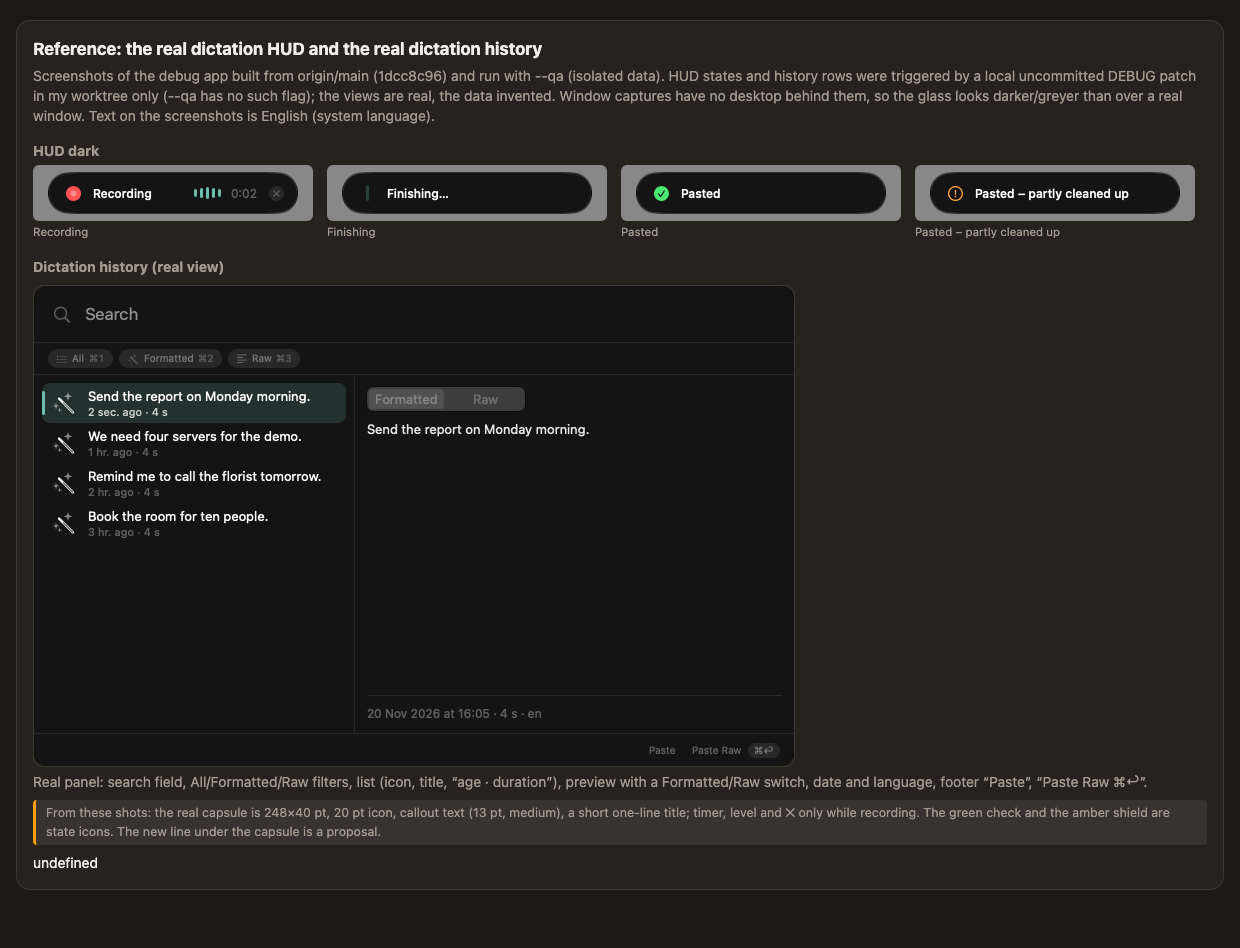 Reference: the real dictation HUD and the real dictation history
Screenshots of the debug app built from origin/main (1dcc8c96) and run with --qa (isolated data). HUD states and history rows were triggered by a local uncommitted DEBUG patch
in my worktree only (--qa has no such flag); the views are real, the data invented. Window captures have no desktop behind them, so the glass looks darker/greyer than over a real
window. Text on the screenshots is English (system language).
HUD dark
Recording 0:02
Finishing...
Pasted
Pasted – partly cleaned up
Recording
Finishing
Pasted
Pasted – partly cleaned up
Dictation history (real view)
Search
All ⌘1 Formatted ⌘2 Raw ⌘3
Send the report on Monday morning.
2 sec. ago · 4 s
We need four servers for the demo.
1 hr. ago · 4 s
Remind me to call the florist tomorrow.
2 hr. ago · 4 s
Book the room for ten people.
3 hr. ago · 4 s
Formatted Raw
Send the report on Monday morning.
20 Nov 2026 at 16:05 · 4 s · en
Paste Paste Raw ⌘↩
Real panel: search field, All/Formatted/Raw filters, list (icon, title, “age · duration”), preview with a Formatted/Raw switch, date and language, footer “Paste”, “Paste Raw ⌘↩”.
From these shots: the real capsule is 248×40 pt, 20 pt icon, callout text (13 pt, medium), a short one-line title; timer, level and ✕ only while recording. The green check and the amber shield are
state icons. The new line under the capsule is a proposal.
undefined